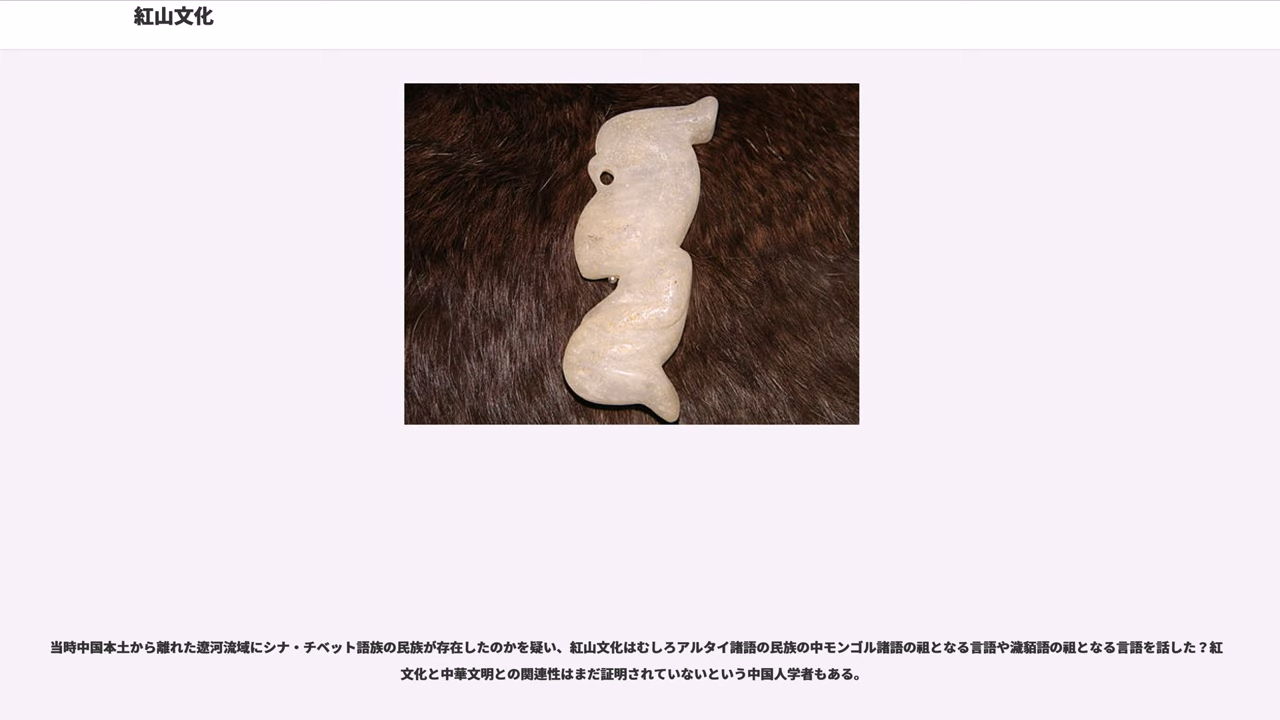 紅山文化
当時中国本土から離れた遼河流域にシナ・チベット語族の民族が存在したのかを疑い、紅山文化はむしろアルタイ諸語の民族の中モンゴル諸語の祖となる言語や濊貊語の祖となる言語を話した？紅
文化と中華文明との関連性はまだ証明されていないという中国人学者もある。